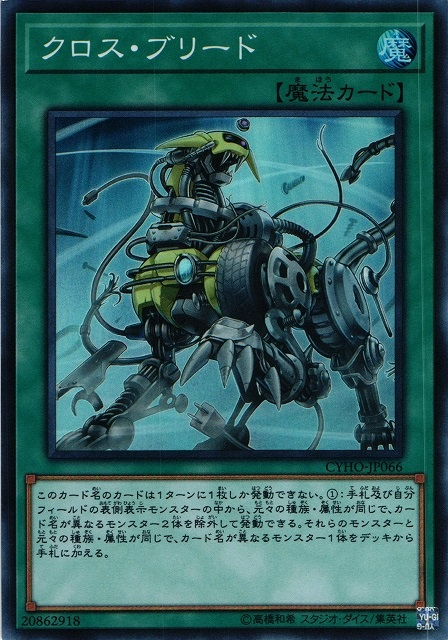 クロス・ブリード
魔
【魔法カード】
CYHO-JP066
このカード名のカードは1ターンに1枚しか発動できない。①：手札及び自分
フィールドの表側表示モンスターの中から、元々の種族・属性が同じで、カー
ド名が異なるモンスター２体を除外して発動できる。それらのモンスターと
元々の種族・属性が同じで、カード名が異なるモンスター１体をデッキから
手札に加える。
20862918
©高橋和希 スタジオ・ダイス/集英社